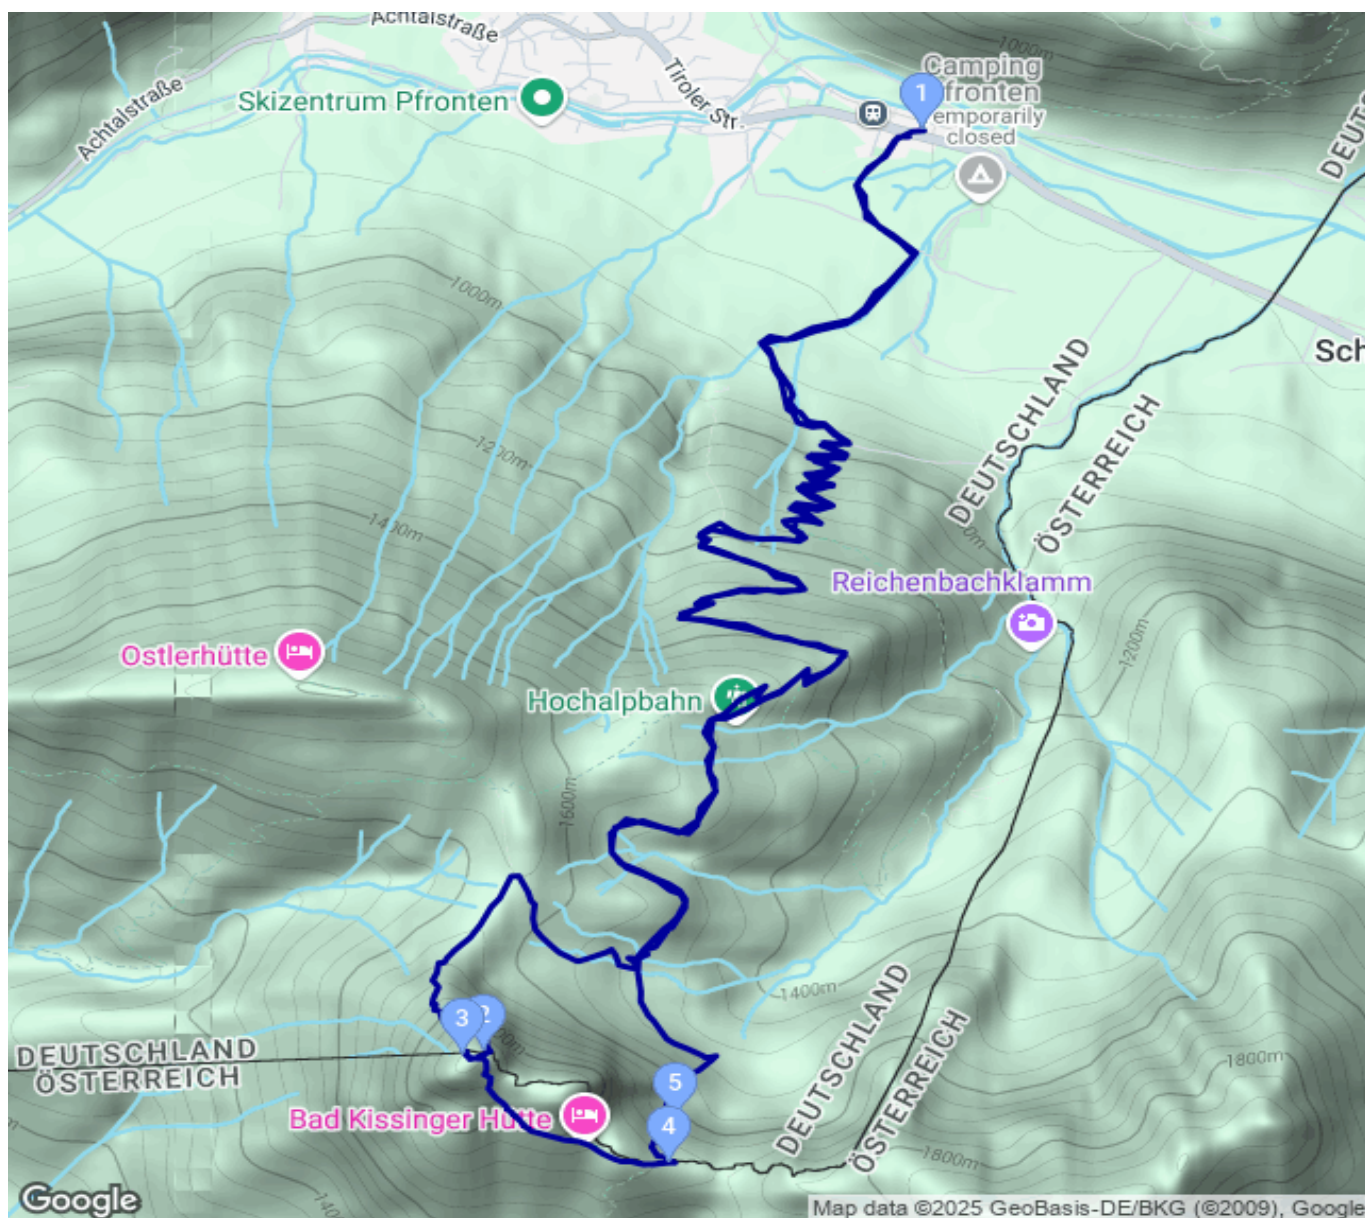 Achtalstraße
Achtalstraße
Tiroler Str.
Skizentrum Pfronten
1
Camping
Pfronten
Temporarily
closed
1000m
DEUT
1000m
DEUTSCHLAND
ÖSTERREICH
Sch
1400m
Reichenbachklamm
1200m
Ostlerhütte
Hochalpbahn
1600m
1400m
3
2
DEUTSCHLAND
ÖSTERREICH
DEUTSCHLAND
ÖSTERREICH
1800m
5
4
Bad Kissinger Hütte
1800m
Google
Map data ©2025 GeoBasis-DE/BKG (©2009), Google